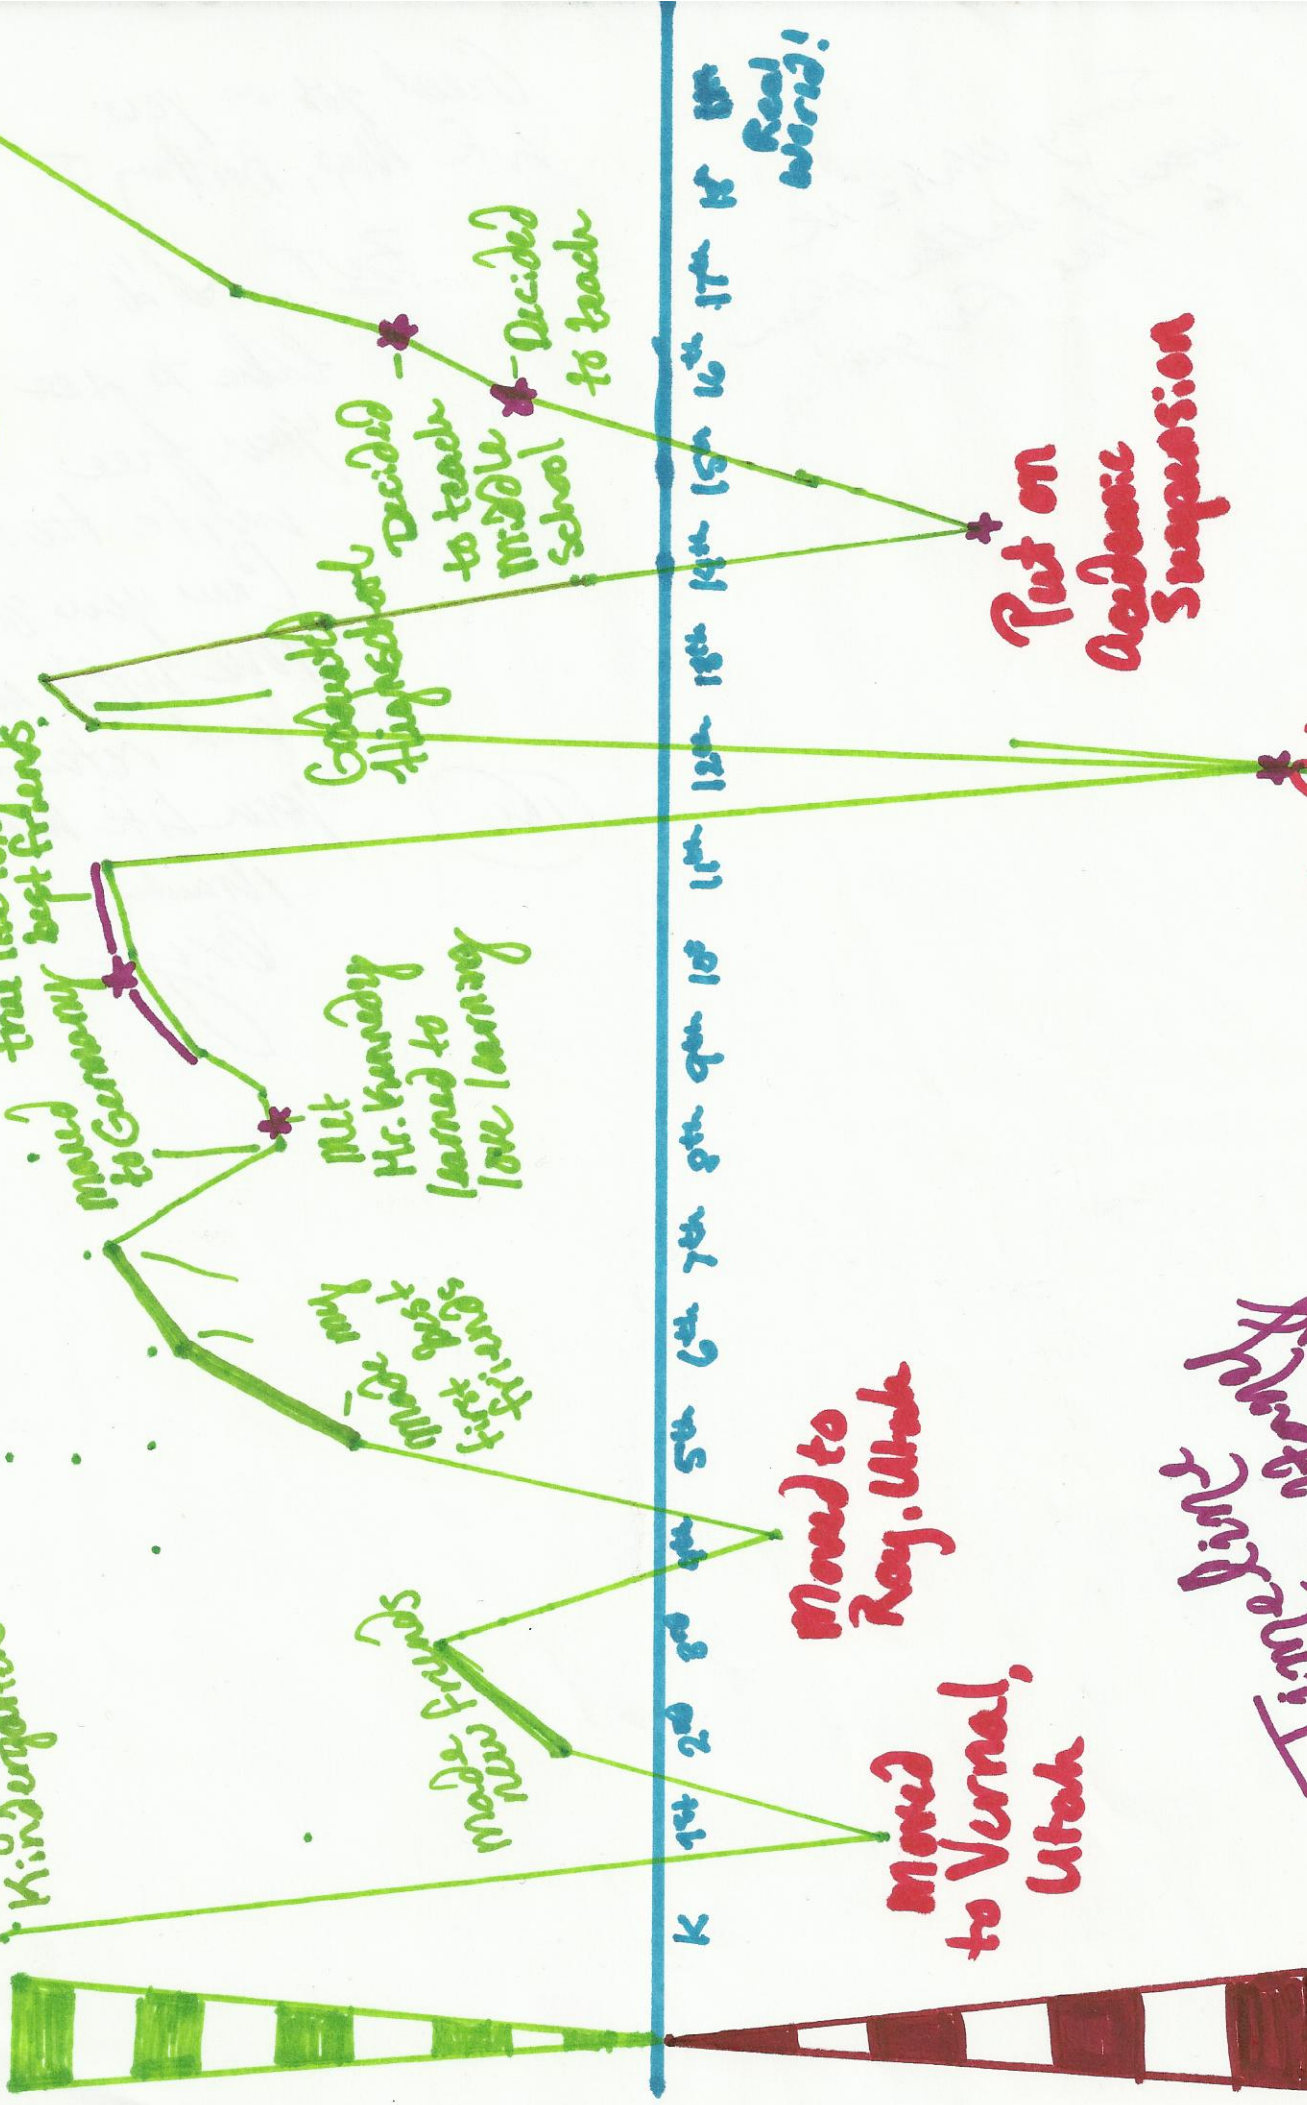 Kindergarten
made
new friends
- made my
first best
friends
moved
to Germany
best friends.
met
Mr. Kennedy
learned to
love learning
Graduated
Highschool
- Decided
to teach
middle
school
- Decided
to teach
K 1st 2nd 3rd 4th 5th 6th 7th 8th 9th 10 11th 12th 13th 14th 15th 16th 17th 18
Real
World!
moved
to Vernal,
Utah
Moved to
Roy, Utah
Put on
Academic
Suspension
Timeline